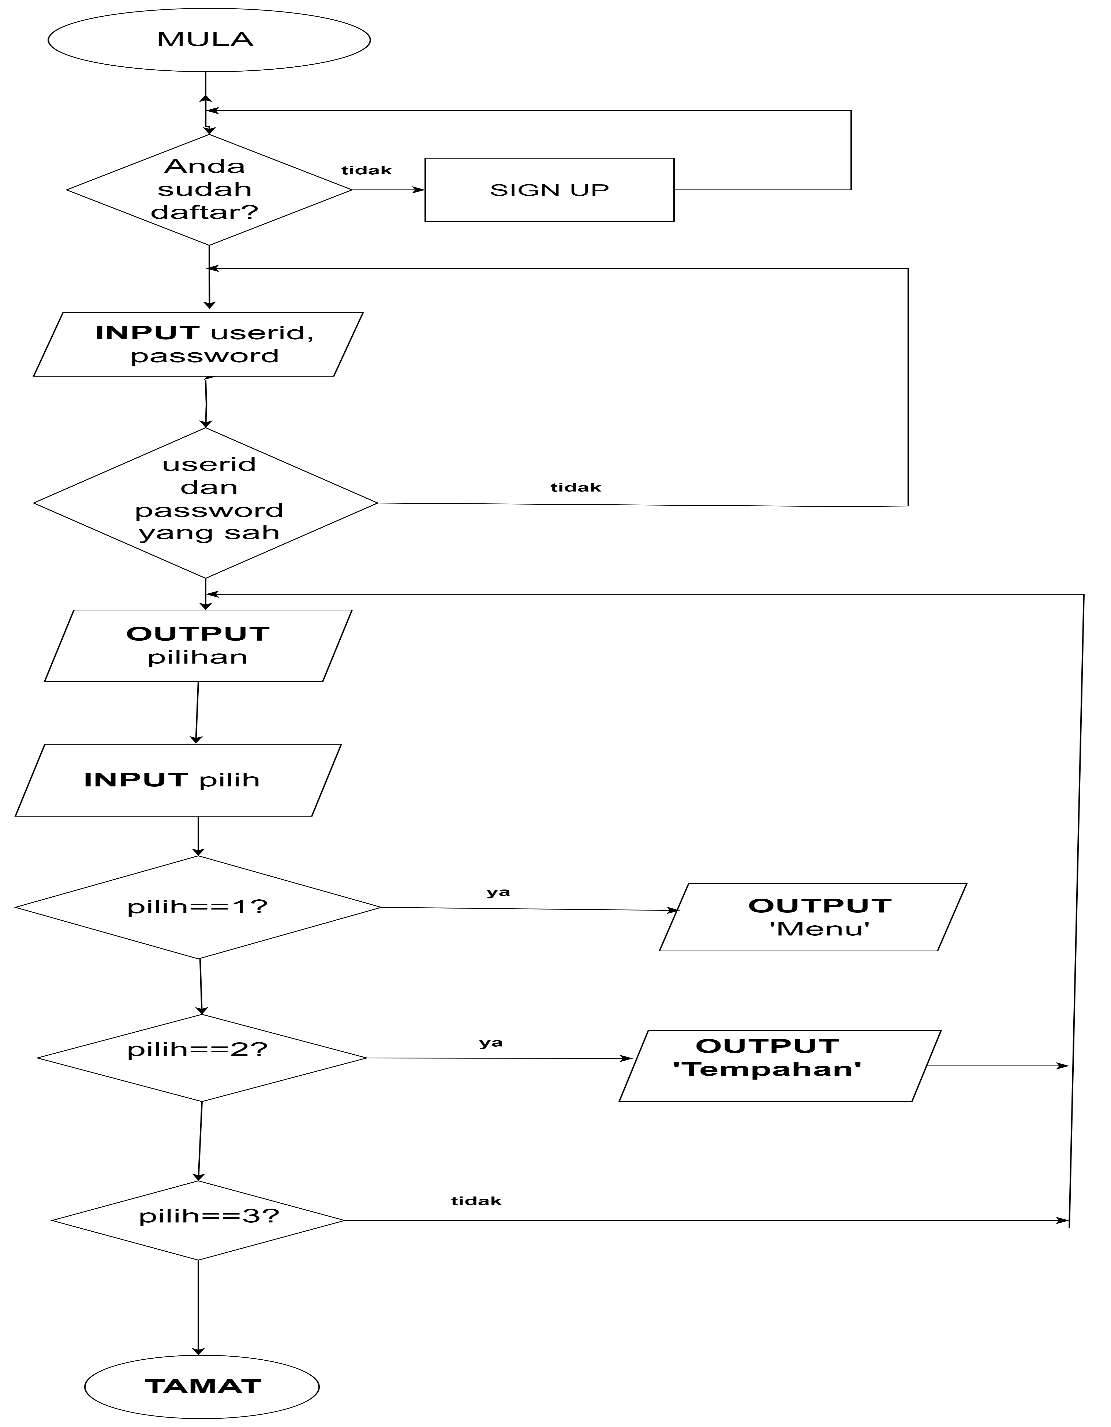 MULA
Anda
sudah
daftar?
tidak
SIGN UP
INPUT userid,
password
userid
dan
password
yang sah
tidak
OUTPUT
pilihan
INPUT pilih
pilih==1?
ya
OUTPUT
'Menu'
pilih==2?
ya
OUTPUT
'Tempahan'
pilih==3?
tidak
TAMAT